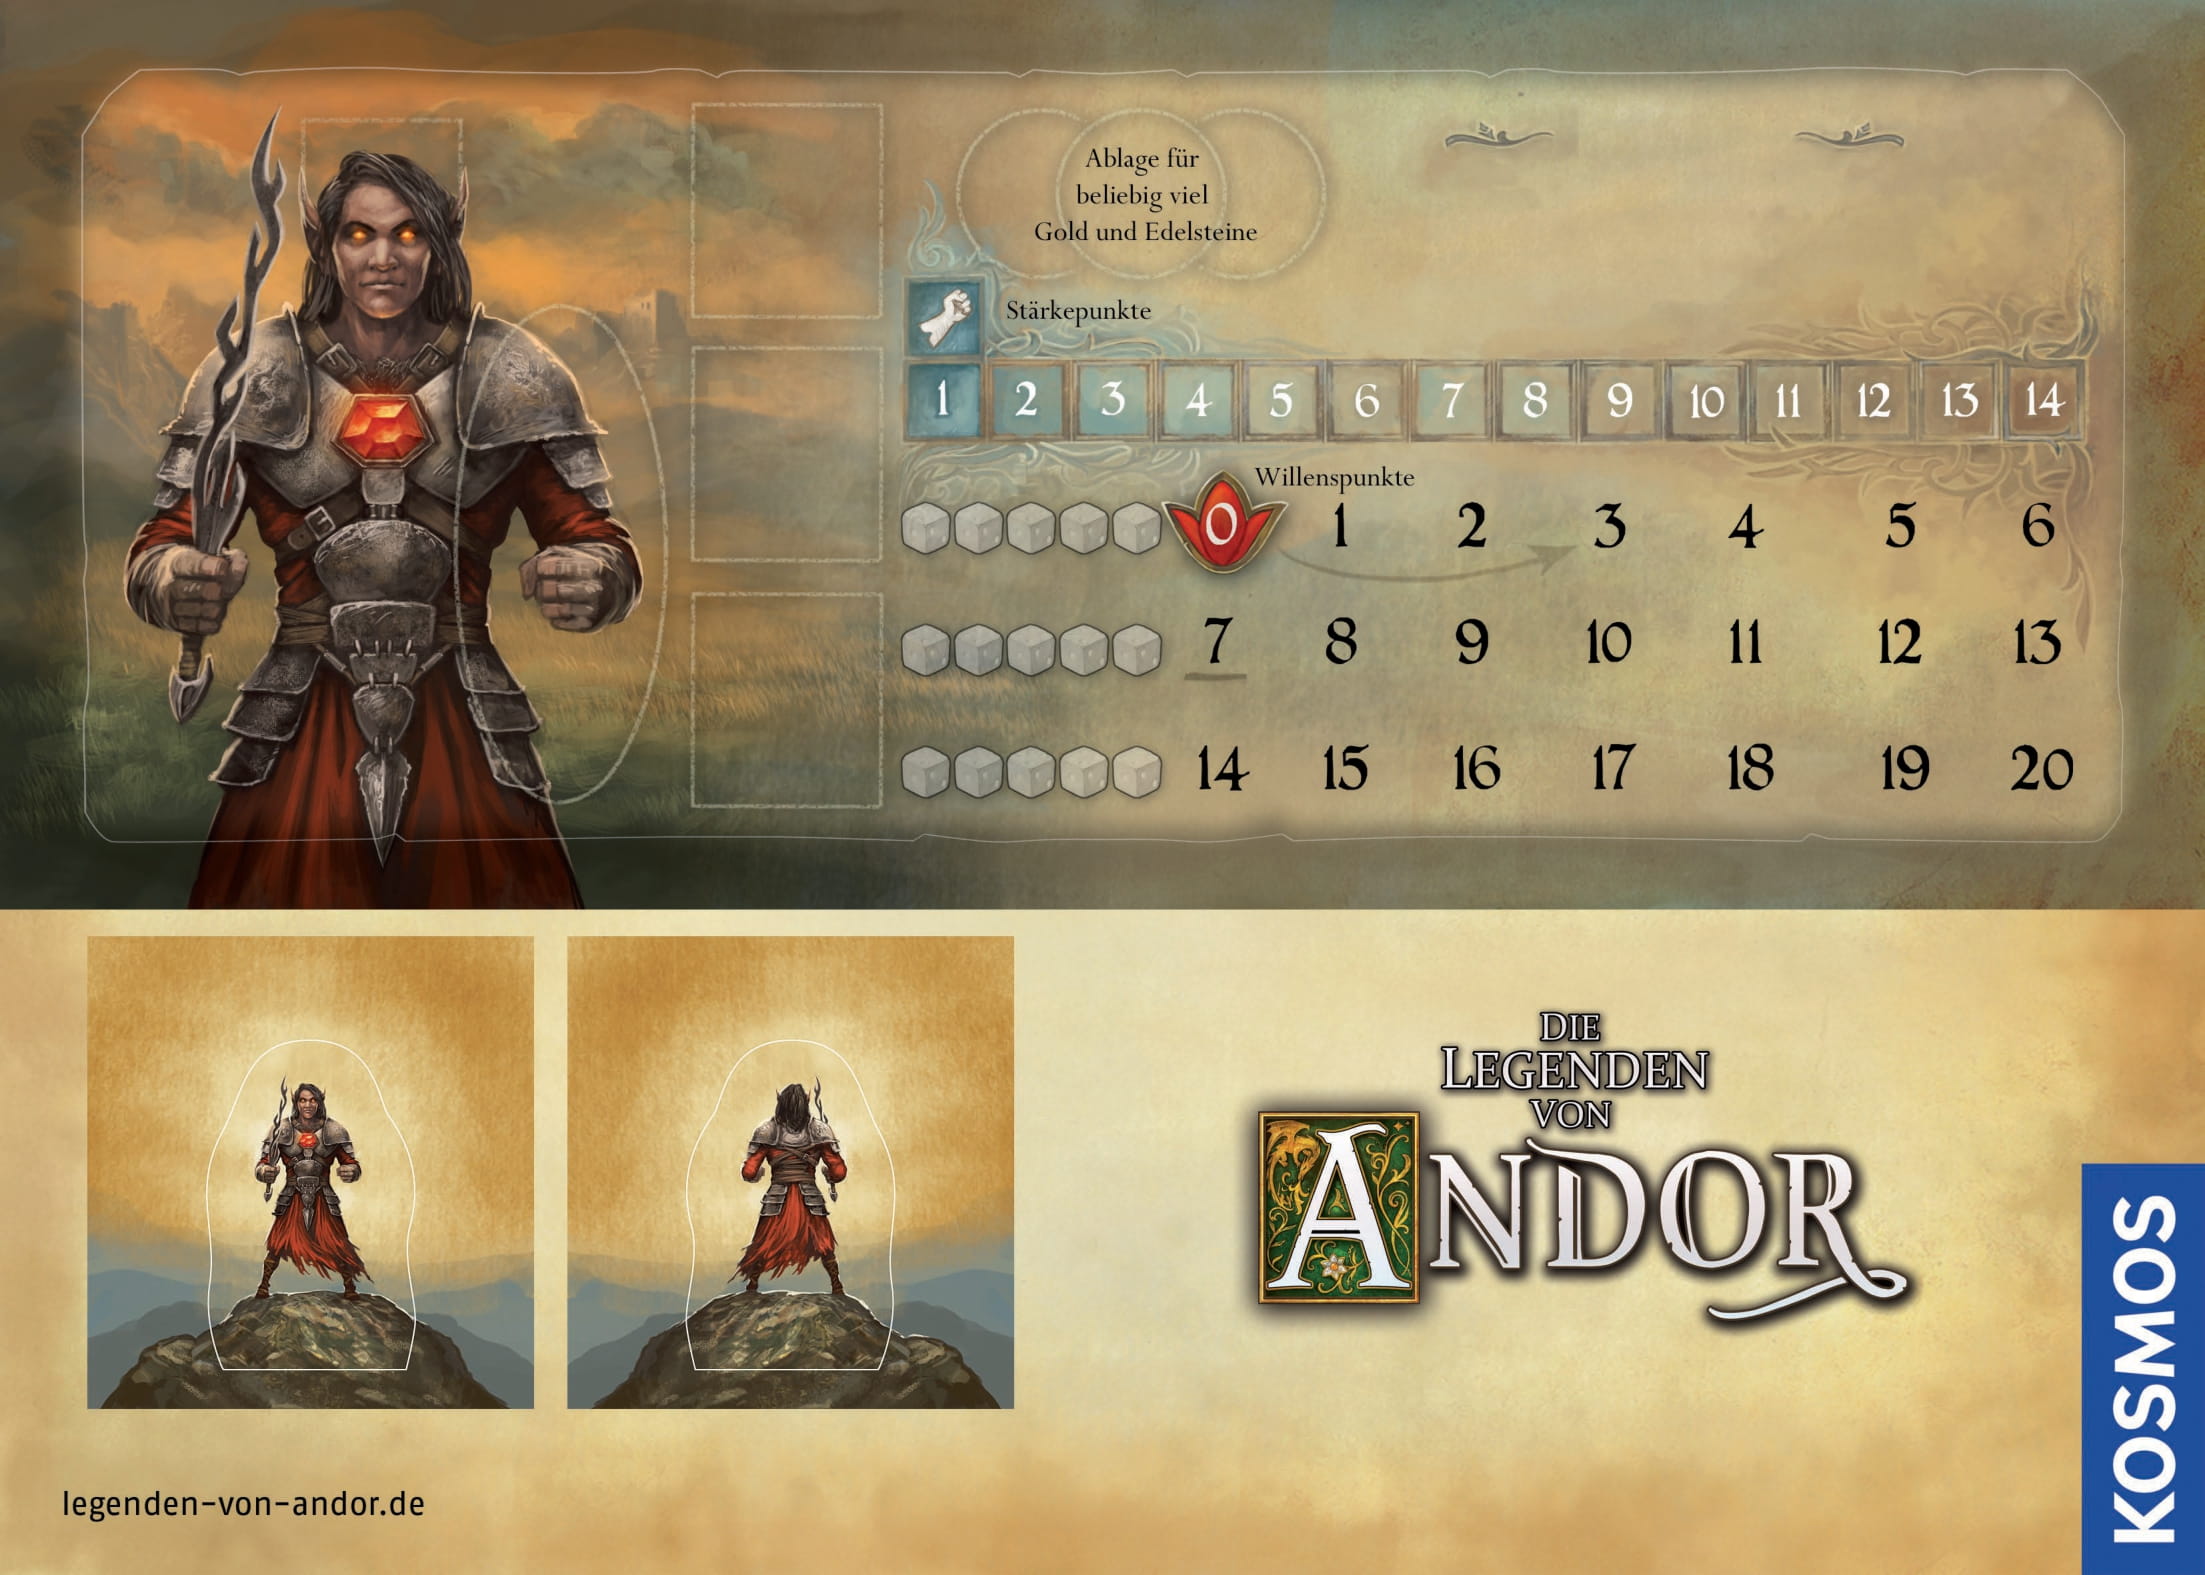 Ablage für
beliebig viel
Gold und Edelsteine
Stärkepunkte
1 2 3 4 5 6 7 8 9 10 11 12 13 14
Willenspunkte
0 1 2 3 4 5 6
7 8 9 10 11 12 13
14 15 16 17 18 19 20
DIE
LEGENDEN
VON
ANDOR
KOSMOS
legenden-von-andor.de